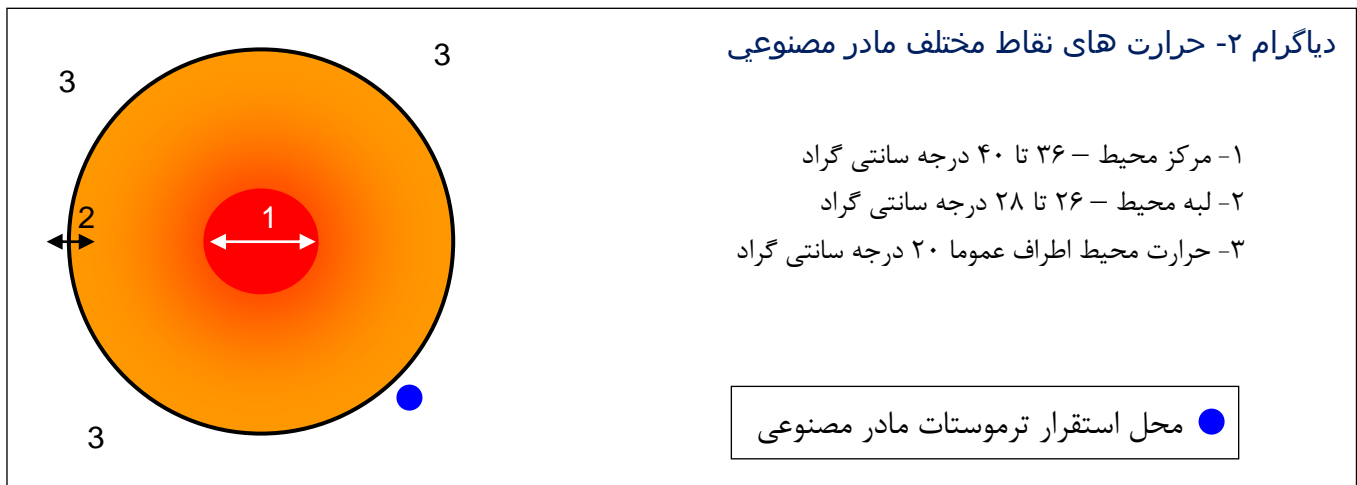 دیاگرام ۲- حرارت های نقاط مختلف مادر مصنوعي
۱- مرکز محیط – ۳۶ تا ۴۰ درجه سانتی گراد
۲- لبه محیط – ۲۶ تا ۲۸ درجه سانتی گراد
۳- حرارت محیط اطراف عموما ۲۰ درجه سانتی گراد
محل استقرار ترموستات مادر مصنوعی
3
3
2
1
3